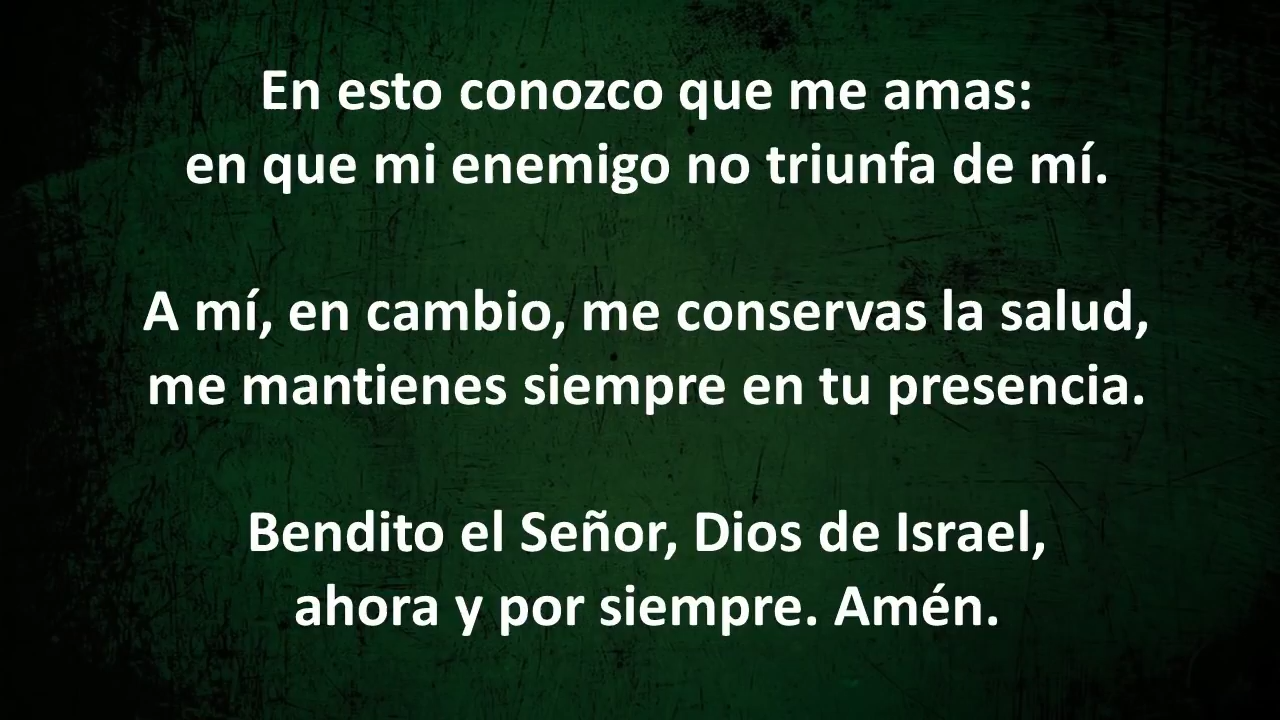 En esto conozco que me amas:
en que mi enemigo no triunfa de mí.
A mí, en cambio, me conservas la salud,
me mantienes siempre en tu presencia.
Bendito el Señor, Dios de Israel,
ahora y por siempre. Amén.